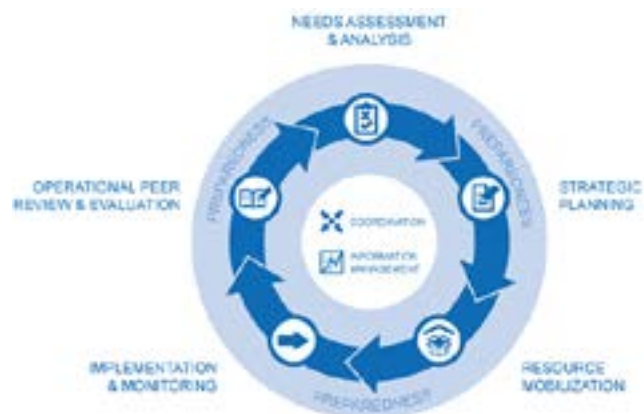 NEEDS ASSESSMENT
& ANALYSIS
PREPAREDNESS
PREPAREDNESS
OPERATIONAL PEER
REVIEW & EVALUATION
STRATEGIC
PLANNING
COORDINATION
INFORMATION
MANAGEMENT
IMPLEMENTATION
& MONITORING
RESOURCE
MOBILIZATION
PREPAREDNESS